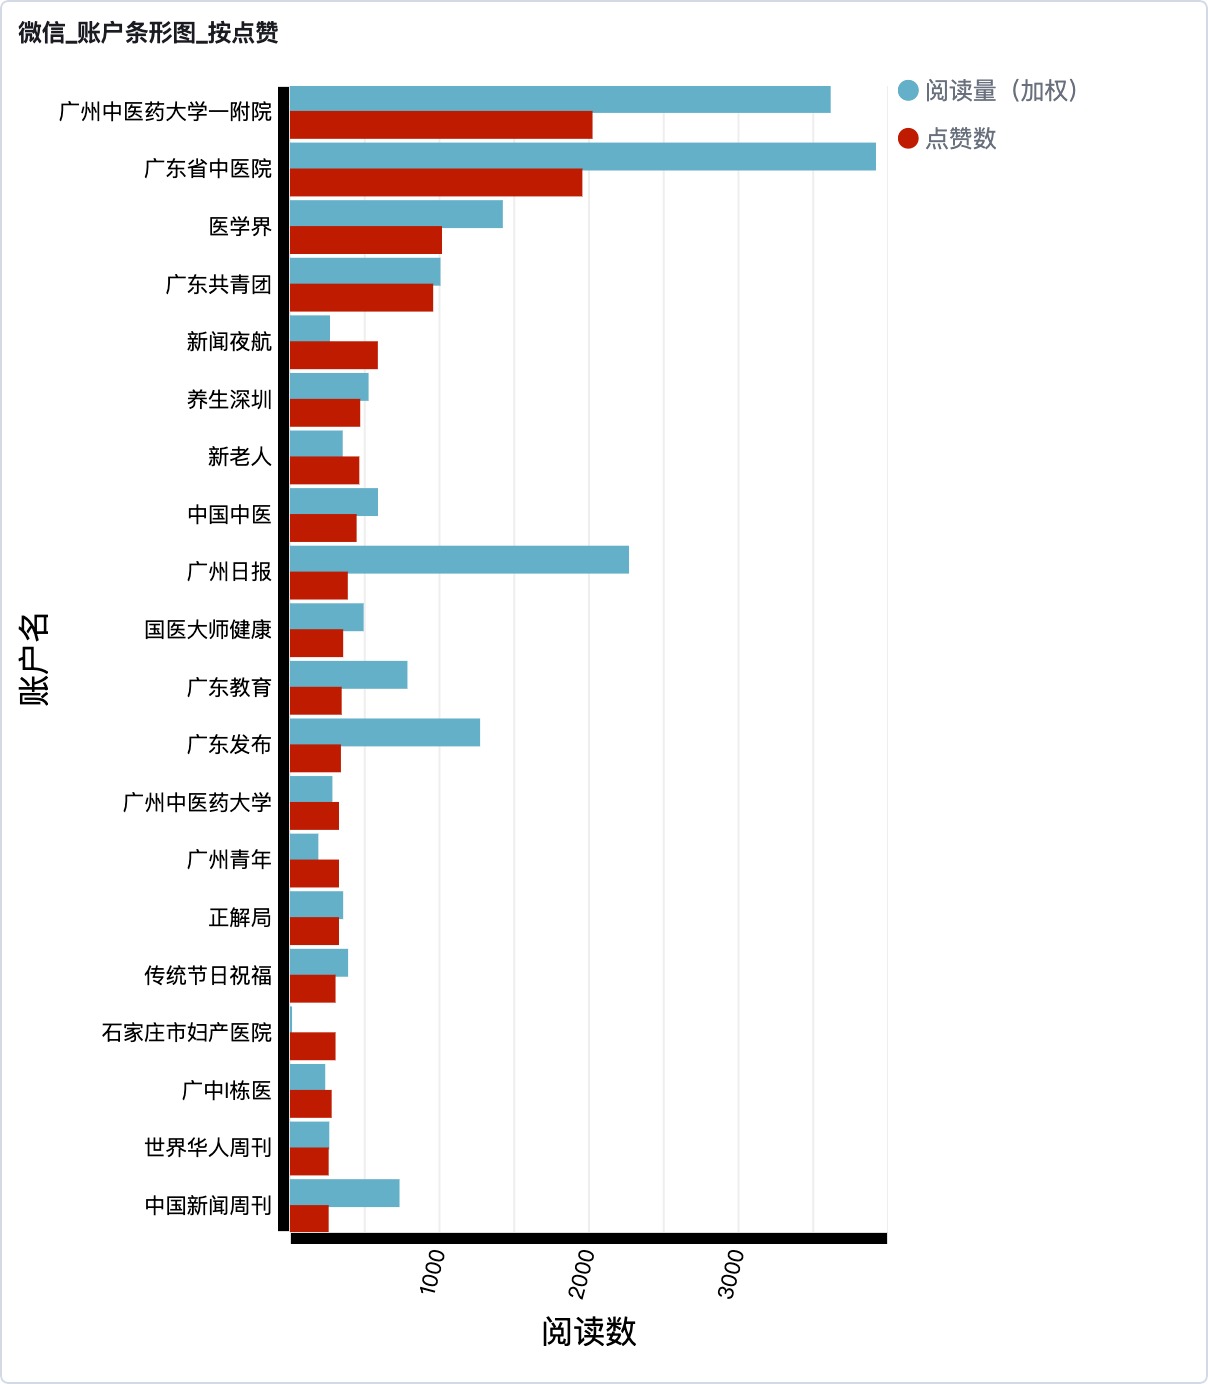 微信_账户条形图_按点赞
阅读量（加权）
点赞数
广州中医药大学一附院
广东省中医院
医学界
广东共青团
新闻夜航
养生深圳
新老人
中国中医
广州日报
国医大师健康
广东教育
广东发布
广州中医药大学
广州青年
正解局
传统节日祝福
石家庄市妇产医院
广中I栋医
世界华人周刊
中国新闻周刊
账户名
1000
2000
3000
阅读数